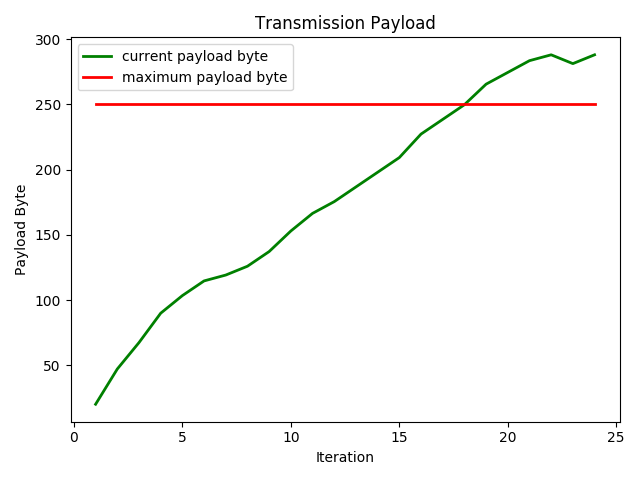 Transmission Payload
current payload byte
maximum payload byte
300
250
200
150
100
50
Payload Byte
0 5 10 15 20 25
Iteration